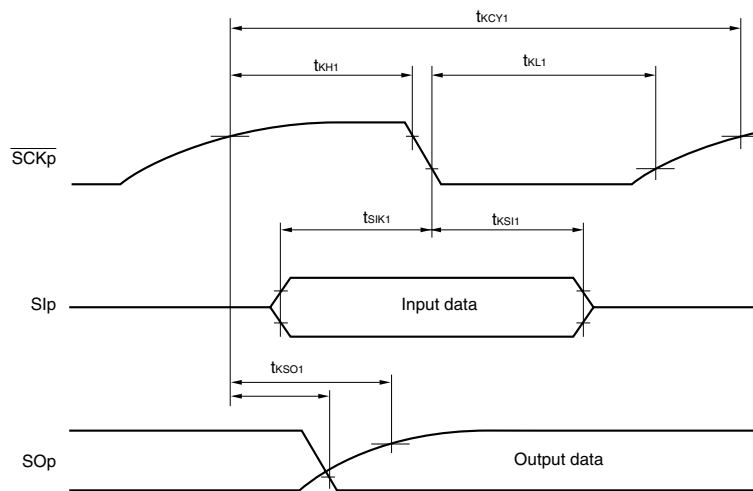 tKCY1
tKH1
tKL1
SCKp
tSIK1
tKSI1
SIp
Input data
tKSO1
SOp
Output data